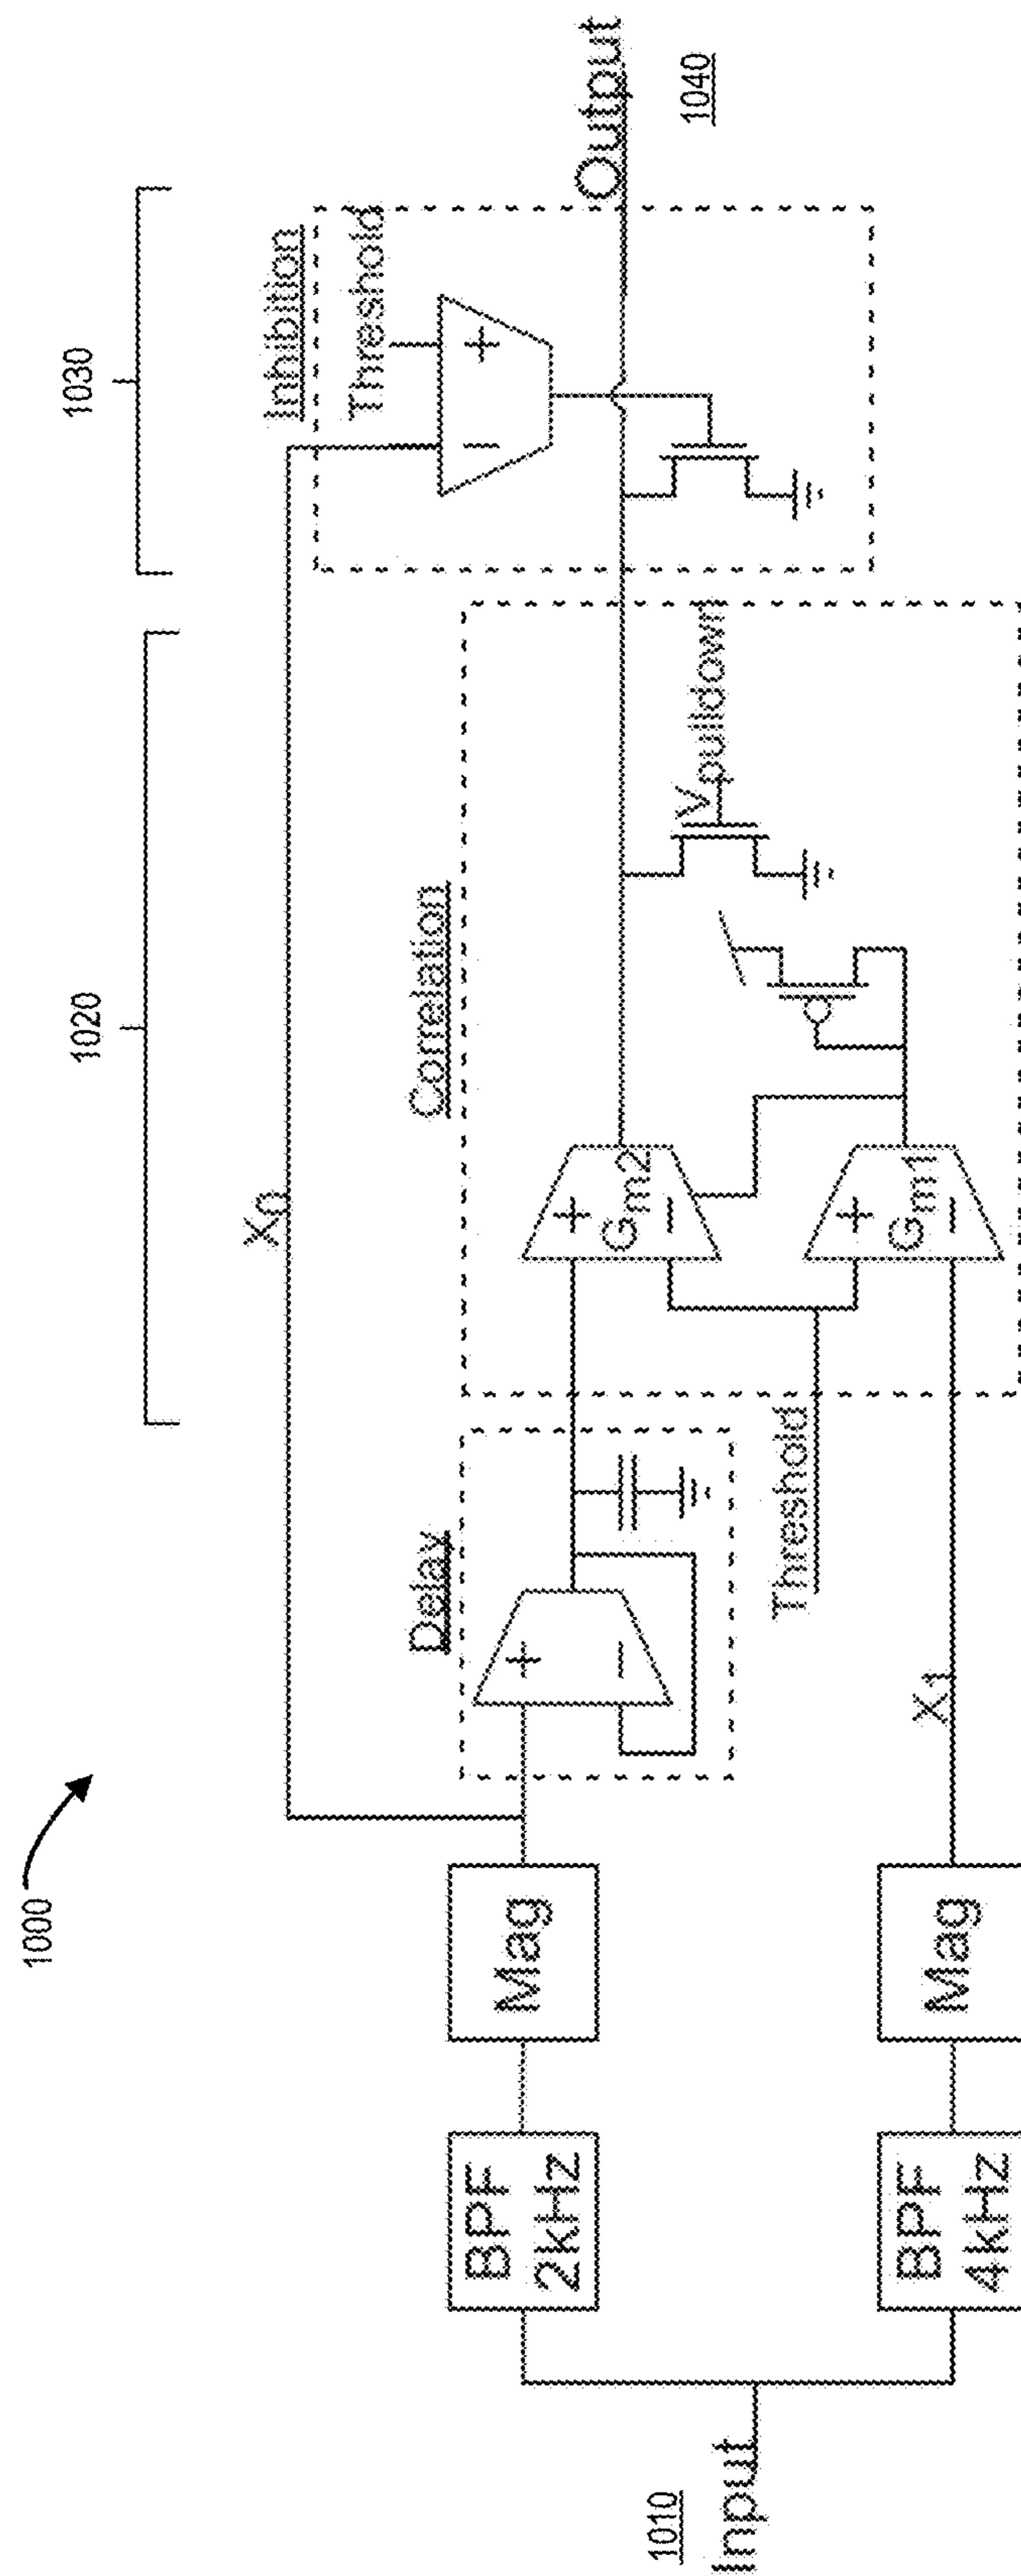 1000
1020
1030
X0
Inhibition
Threshold
−
+
Output
1040
Delay
+
−
Correlation
+
Gm2
−
Vpulldown
Threshold
+
Gm1
−
X1
1010
Input
BPF
2kHz
Mag
BPF
4kHz
Mag